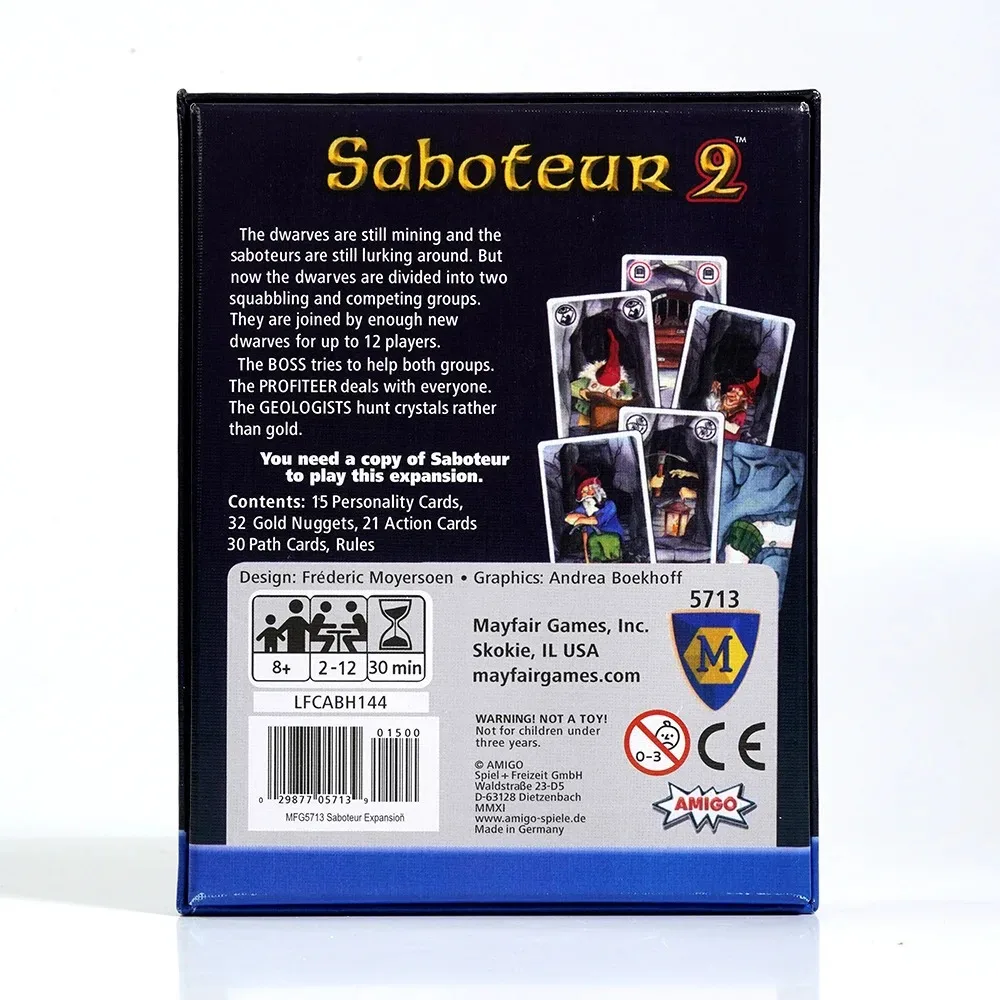 Saboteur 2™
The dwarves are still mining and the
saboteurs are still lurking around. But
now the dwarves are divided into two
squabbling and competing groups.
They are joined by enough new
dwarves for up to 12 players.
The BOSS tries to help both groups.
The PROFITEER deals with everyone.
The GEOLOGISTS hunt crystals rather
than gold.
You need a copy of Saboteur
to play this expansion.
Contents: 15 Personality Cards,
32 Gold Nuggets, 21 Action Cards
30 Path Cards, Rules
Design: Fréderic Moyersoen • Graphics: Andrea Boekhoff
8+
2-12
30 min
LFCABH144
01500
0 29877 05713 9
MFG5713 Saboteur Expansion
5713
Mayfair Games, Inc.
Skokie, IL USA
mayfairgames.com
M
WARNING! NOT A TOY!
Not for children under
three years.
0-3
CE
© AMIGO
Spiel + Freizeit GmbH
Waldstraße 23-D5
D-63128 Dietzenbach
MMXI
www.amigo-spiele.de
Made in Germany
AMIGO